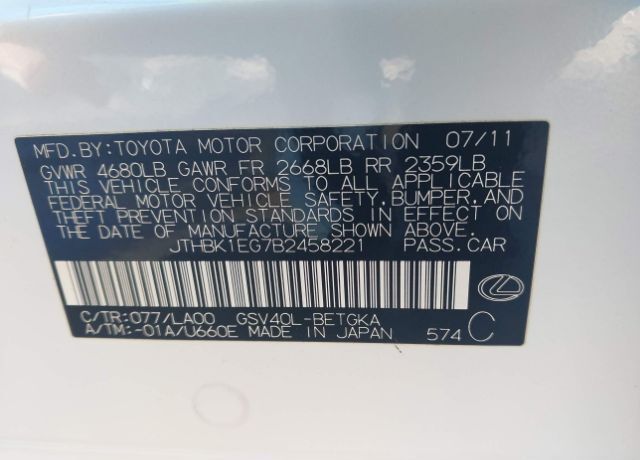 MFD.BY:TOYOTA MOTOR CORPORATION 07/11
GVWR 4680LB GAWR FR 2668LB RR 2359LB
THIS VEHICLE CONFORMS TO ALL APPLICABLE
FEDERAL MOTOR VEHICLE SAFETY,BUMPER,AND
THEFT PREVENTION STANDARDS IN EFFECT ON
THE DATE OF MANUFACTURE SHOWN ABOVE.
JTHBK1EG7B2458221 PASS.CAR
C/TR:077/LA00 GSV40L-BETGKA
A/TM:-01A/U660E MADE IN JAPAN 574 C